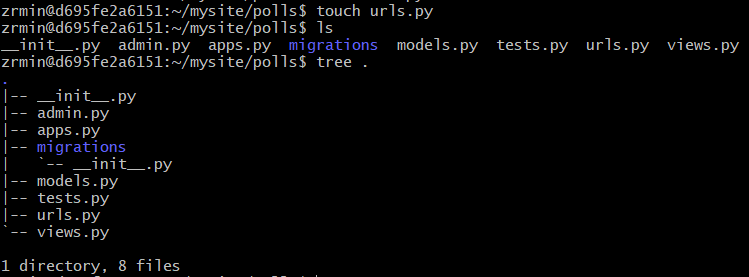 zrmin@d695fe2a6151:~/mysite/polls$ touch urls.py
zrmin@d695fe2a6151:~/mysite/polls$ ls
__init__.py  admin.py  apps.py  migrations  models.py  tests.py  urls.py  views.py
zrmin@d695fe2a6151:~/mysite/polls$ tree .
.
|-- __init__.py
|-- admin.py
|-- apps.py
|-- migrations
|   `-- __init__.py
|-- models.py
|-- tests.py
|-- urls.py
`-- views.py

1 directory, 8 files